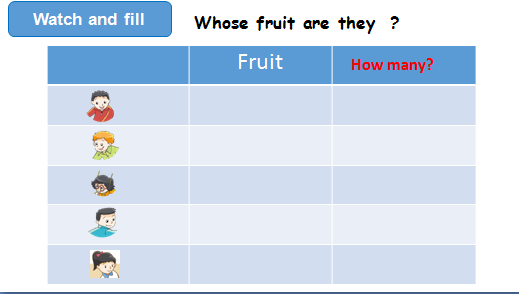 Watch and fill
Whose fruit are they ?
Fruit
How many?